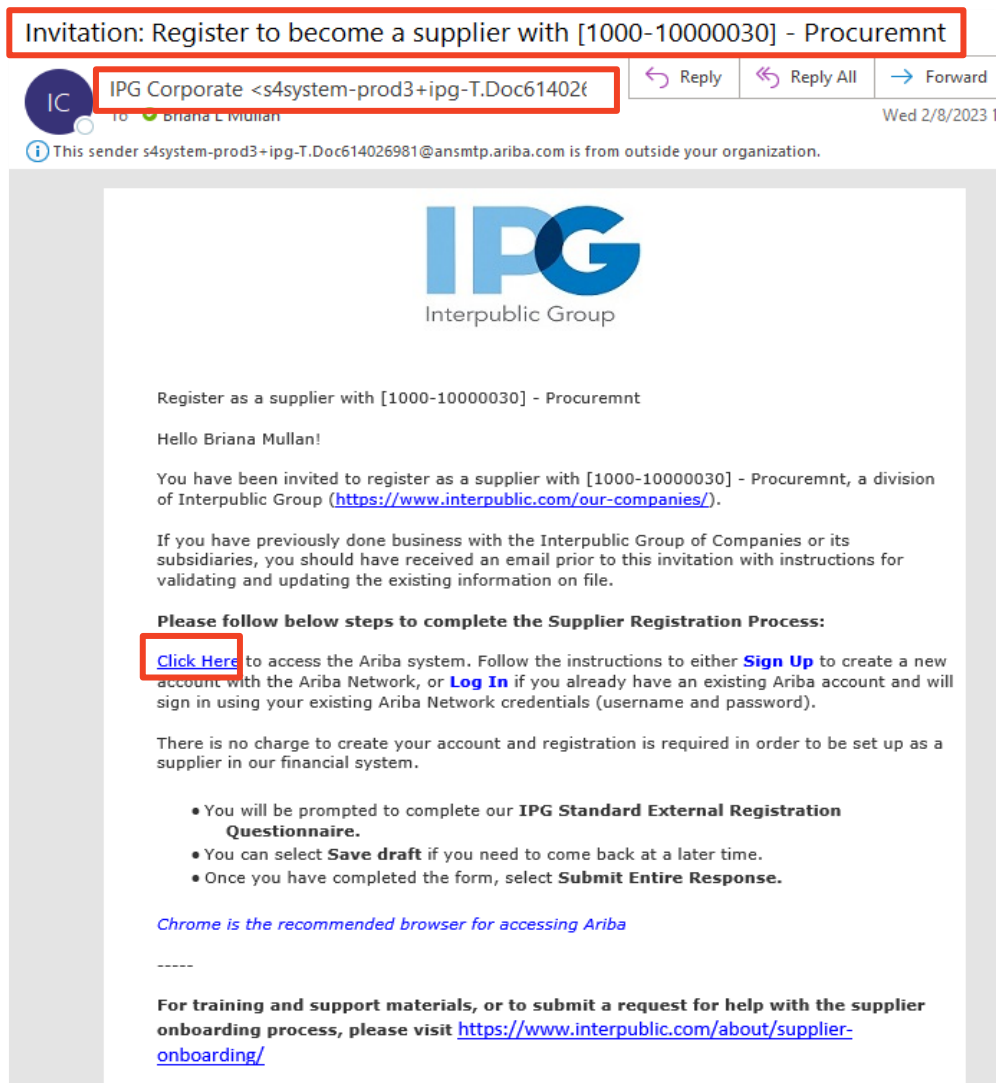 Invitation: Register to become a supplier with [1000-10000030] - Procuremnt
IC
IPG Corporate <s4system-prod3+ipg-T.Doc614026
Reply
Reply All
Forward
To Briana L Mullan
Wed 2/8/2023 1
This sender s4system-prod3+ipg-T.Doc614026981@ansmtp.ariba.com is from outside your organization.
IPG
Interpublic Group
Register as a supplier with [1000-10000030] - Procuremnt
Hello Briana Mullan!
You have been invited to register as a supplier with [1000-10000030] - Procuremnt, a division
of Interpublic Group (https://www.interpublic.com/our-companies/).
If you have previously done business with the Interpublic Group of Companies or its
subsidiaries, you should have received an email prior to this invitation with instructions for
validating and updating the existing information on file.
Please follow below steps to complete the Supplier Registration Process:
Click Here to access the Ariba system. Follow the instructions to either Sign Up to create a new
account with the Ariba Network, or Log In if you already have an existing Ariba account and will
sign in using your existing Ariba Network credentials (username and password).
There is no charge to create your account and registration is required in order to be set up as a
supplier in our financial system.
• You will be prompted to complete our IPG Standard External Registration
Questionnaire.
• You can select Save draft if you need to come back at a later time.
• Once you have completed the form, select Submit Entire Response.
Chrome is the recommended browser for accessing Ariba
-----
For training and support materials, or to submit a request for help with the supplier
onboarding process, please visit https://www.interpublic.com/about/supplier-
onboarding/